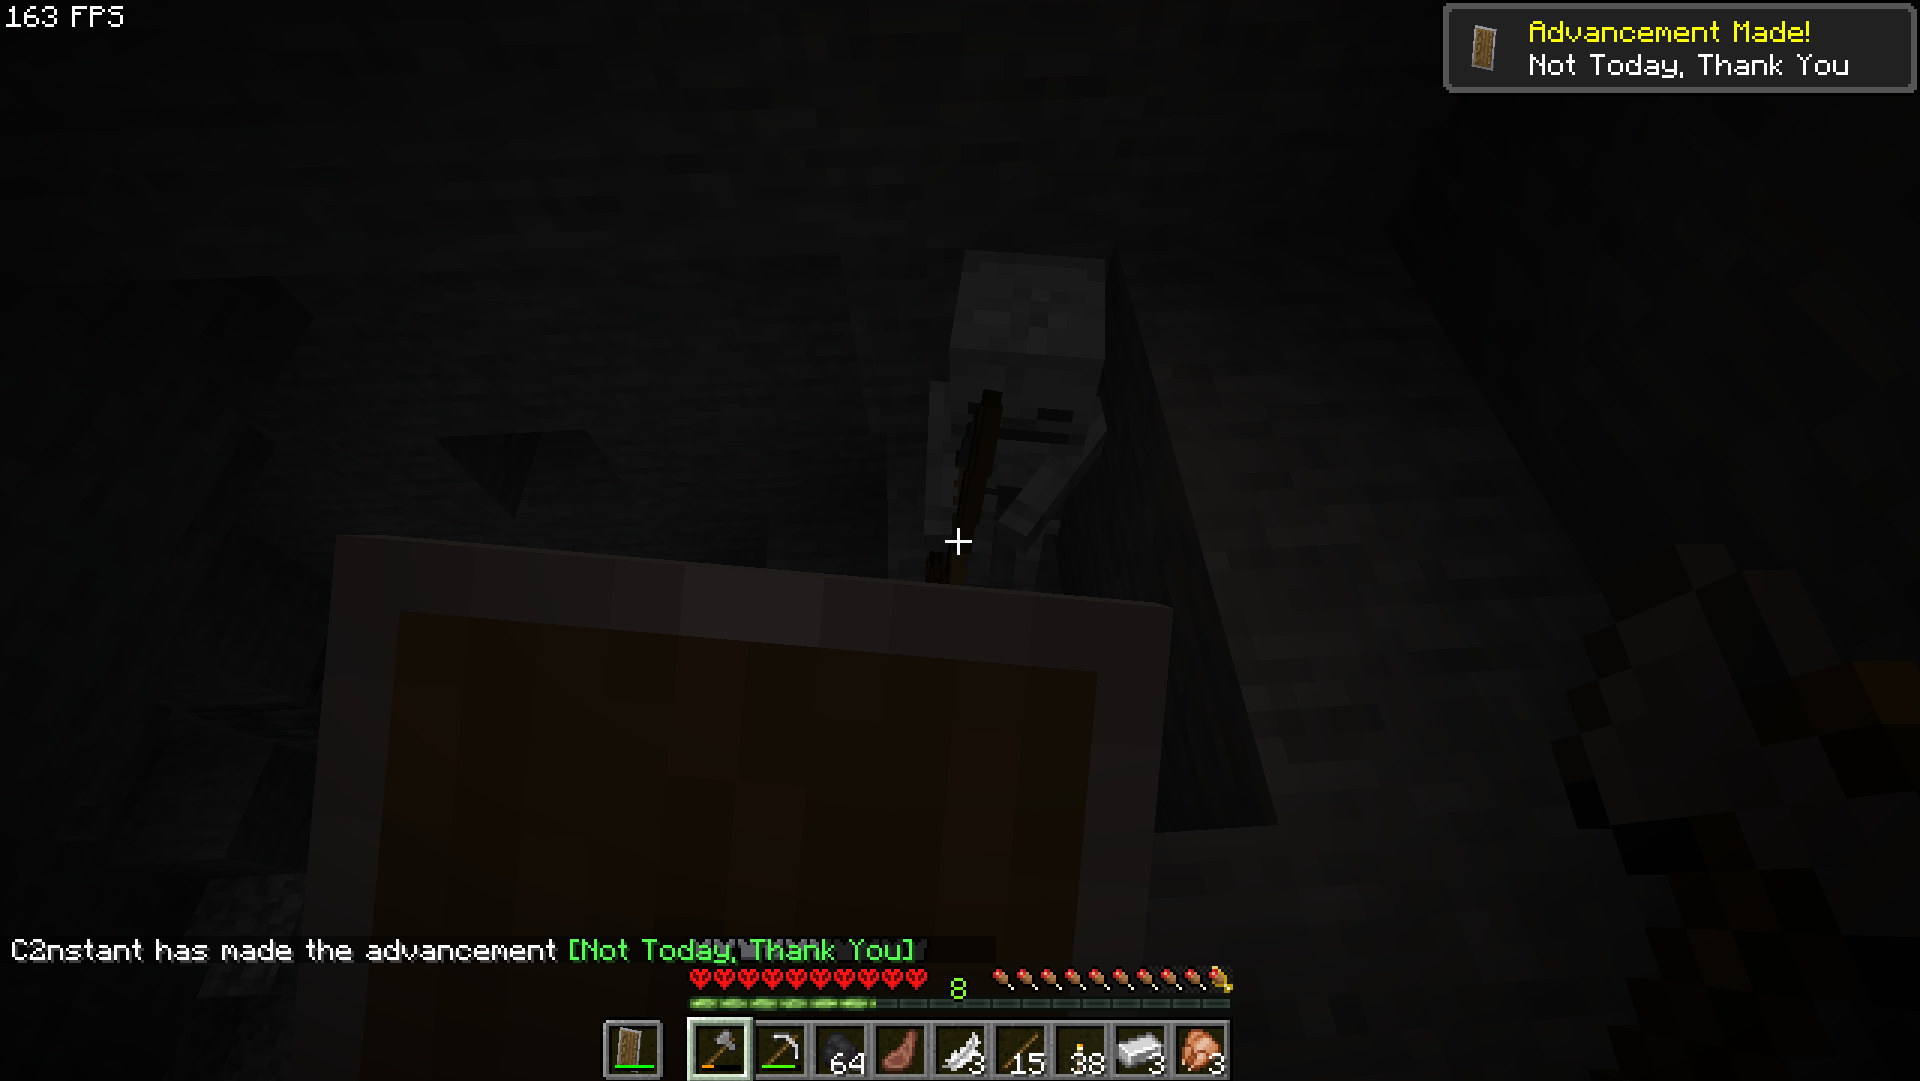 163 FPS
Advancement Made!
Not Today, Thank You
C2nstant has made the advancement [Not Today, Thank You]
8
64 3 15 38 3 3